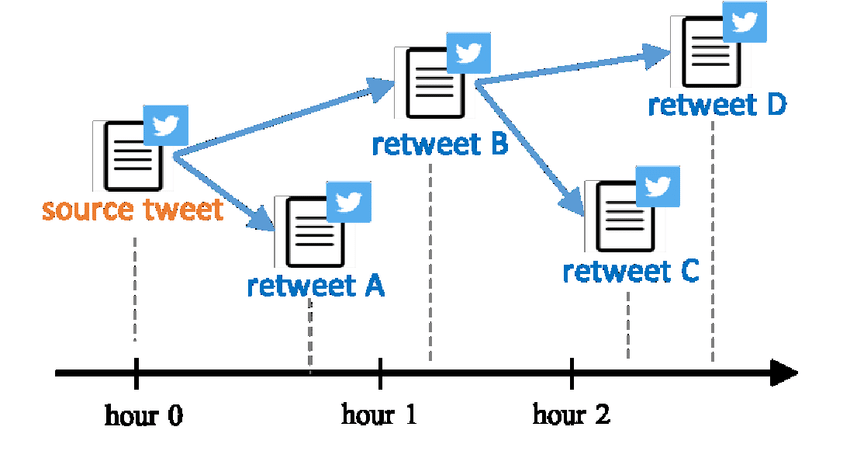 retweet D
retweet B
source tweet
retweet C
retweet A
hour 0
hour 1
hour 2